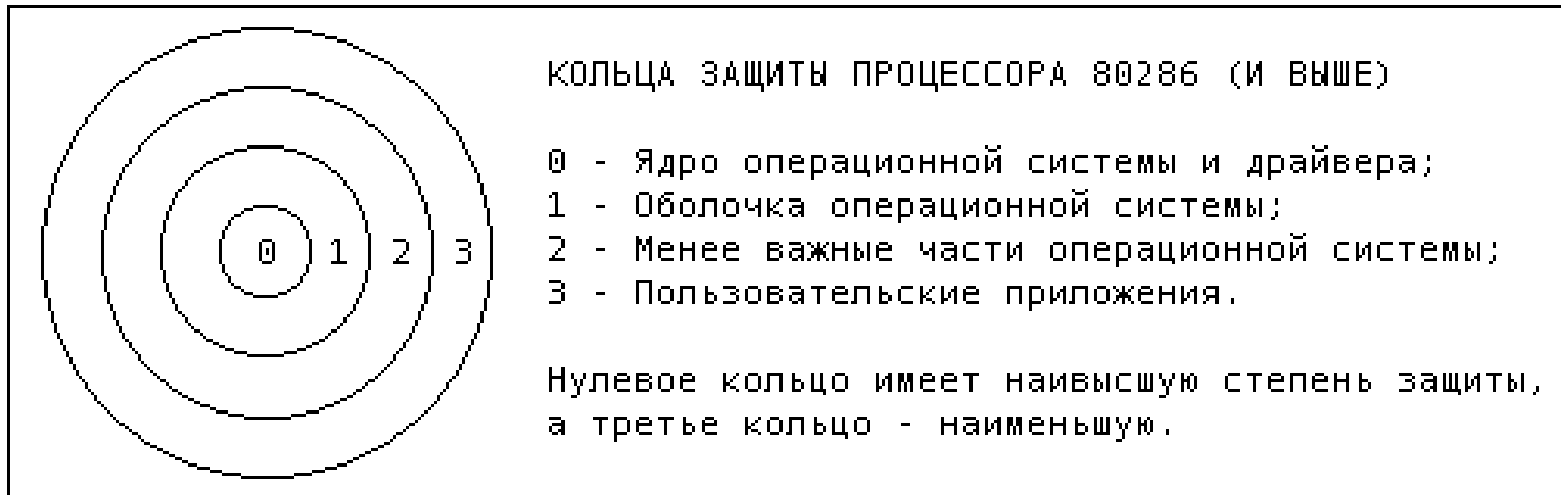 0 1 2 3
КОЛЬЦА ЗАЩИТЫ ПРОЦЕССОРА 80286 (И ВЫШЕ)
0 - Ядро операционной системы и драйвера;
1 - Оболочка операционной системы;
2 - Менее важные части операционной системы;
3 - Пользовательские приложения.
Нулевое кольцо имеет наивысшую степень защиты,
а третье кольцо - наименьшую.